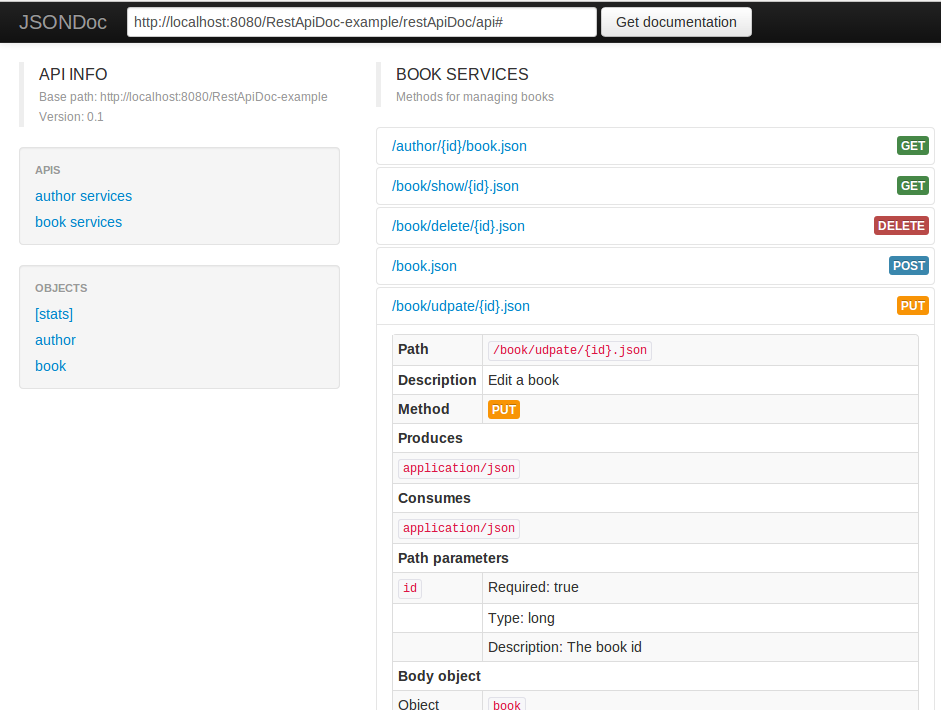 JSONDoc http://localhost:8080/RestApiDoc-example/restApiDoc/api# Get documentation
API INFO
Base path: http://localhost:8080/RestApiDoc-example
Version: 0.1
APIS
author services
book services
OBJECTS
[stats]
author
book
BOOK SERVICES
Methods for managing books
/author/{id}/book.json GET
/book/show/{id}.json GET
/book/delete/{id}.json DELETE
/book.json POST
/book/udpate/{id}.json PUT
Path /book/udpate/{id}.json
Description Edit a book
Method PUT
Produces
application/json
Consumes
application/json
Path parameters
id Required: true
Type: long
Description: The book id
Body object
Object book